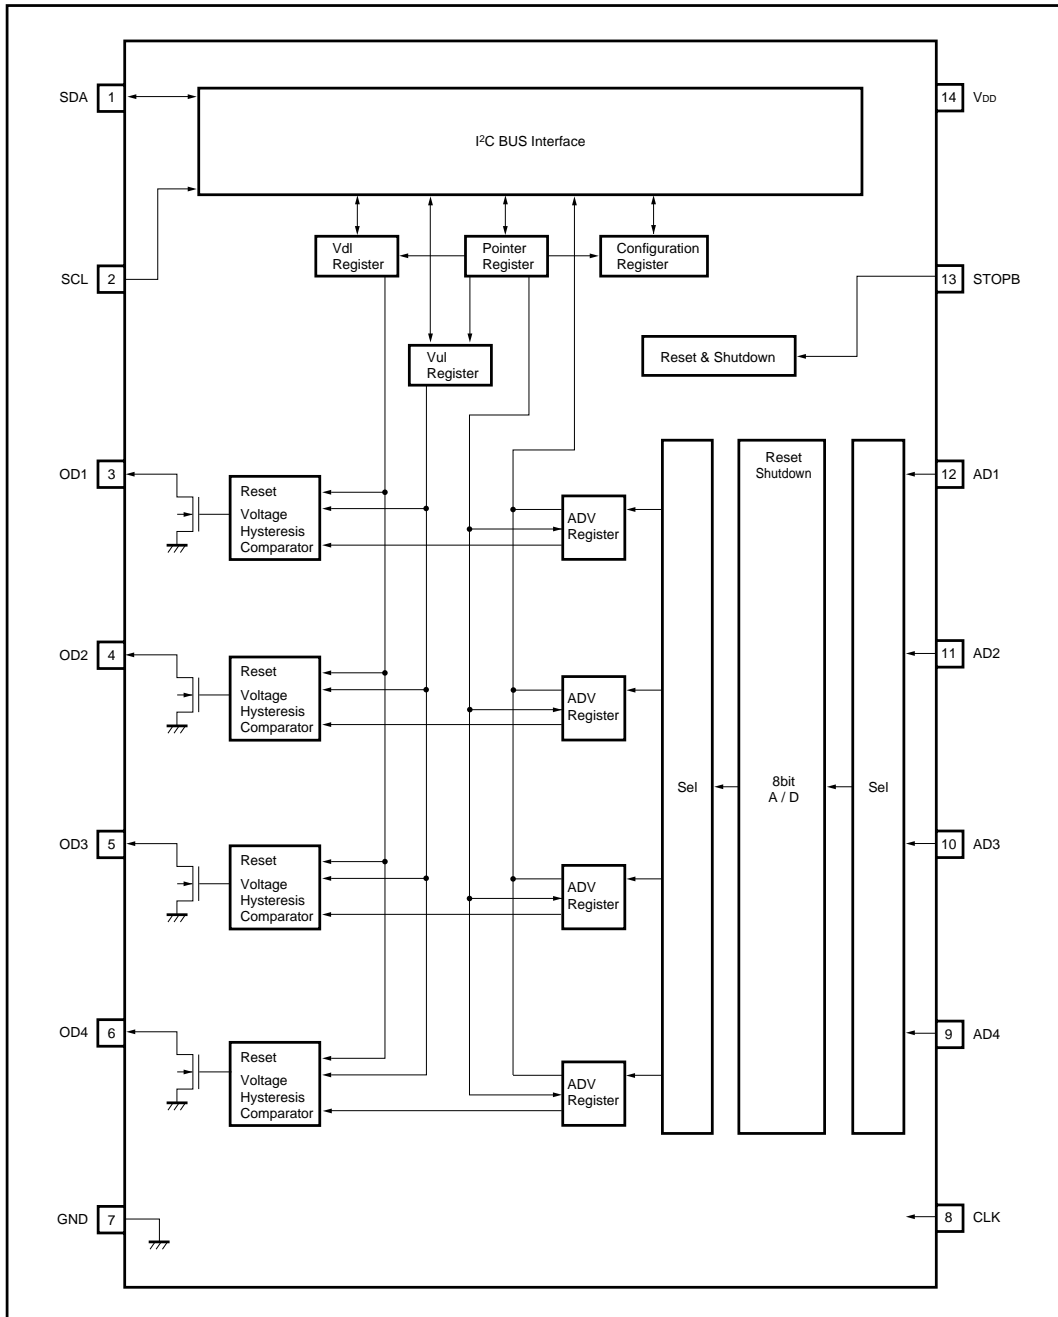 SDA 1
I²C BUS Interface
14 VDD
Vdl
Register
Pointer
Register
Configuration
Register
SCL 2
13 STOPB
Vul
Register
Reset & Shutdown
OD1 3
Reset
Voltage
Hysteresis
Comparator
ADV
Register
Reset
Shutdown
12 AD1
OD2 4
Reset
Voltage
Hysteresis
Comparator
ADV
Register
11 AD2
Sel
8bit
A / D
Sel
OD3 5
Reset
Voltage
Hysteresis
Comparator
ADV
Register
10 AD3
OD4 6
Reset
Voltage
Hysteresis
Comparator
ADV
Register
9 AD4
GND 7
8 CLK